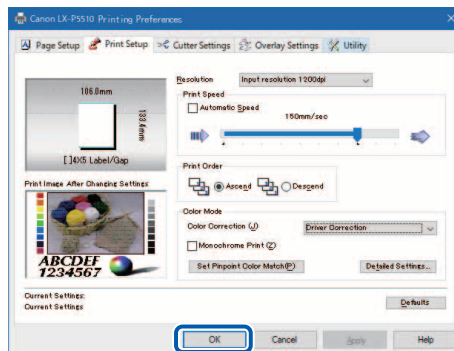 Canon LX-P5510 Printing Preferences
Page Setup Print Setup Cutter Settings Overlay Settings Utility
Resolution Input resolution 1200dpi
Print Speed
Automatic Speed
150mm/sec
106.0mm
[ ]4X5 Label/Gap
Print Order
Ascend Descend
Print Image After Changing Settings
ABCDEF
1234567
Color Mode
Color Correction (J) Driver Correction
Monochrome Print (Z)
Set Pinpoint Color Match(P) Detailed Settings...
Current Settings:
Current Settings
Defaults
OK Cancel Apply Help